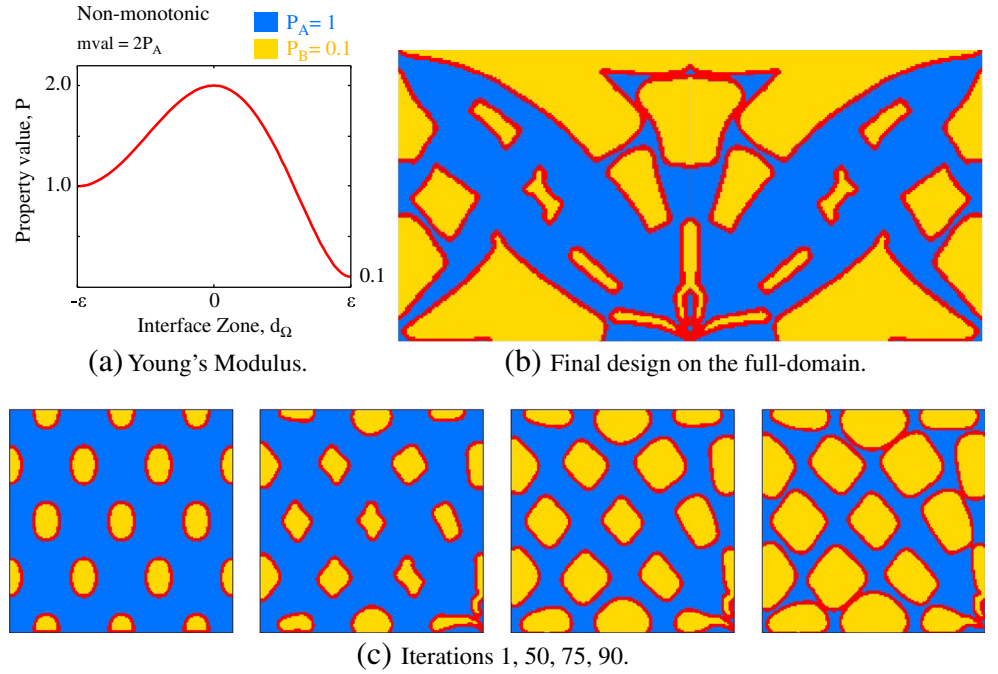 Non-monotonic
mval = 2P_A
P_A= 1
P_B= 0.1
2.0
1.0
0.1
Property value, P
-ε 0 ε
Interface Zone, d_Ω
(a) Young's Modulus.
(b) Final design on the full-domain.
(c) Iterations 1, 50, 75, 90.